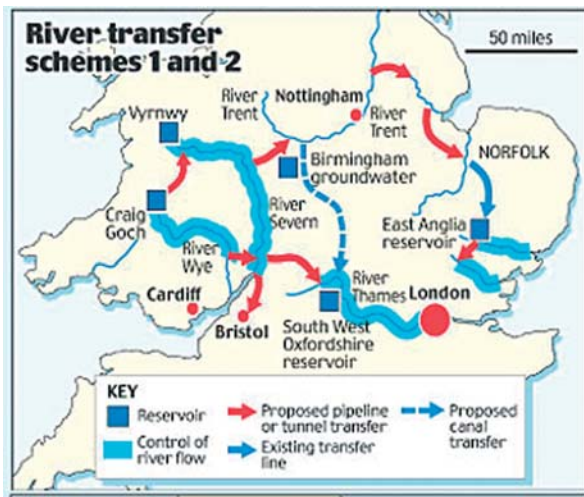 River transfer
schemes 1 and 2
50 miles
Vyrnwy
River
Trent
Nottingham
River
Trent
NORFOLK
Birmingham
groundwater
Craig
Goch
River
Severn
East Anglia
reservoir
River
Wye
Cardiff
Bristol
River
Thames
London
South West
Oxfordshire
reservoir
KEY
Reservoir
Proposed pipeline
or tunnel transfer
Proposed
canal
transfer
Control of
river flow
Existing transfer
line